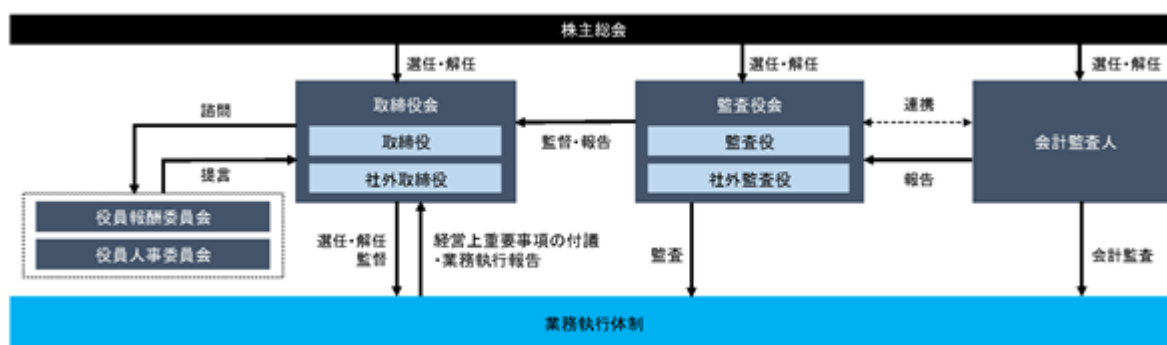 株主総会
選任・解任
選任・解任
選任・解任
取締役会
取締役
社外取締役
監査役会
監査役
社外監査役
会計監査人
諮問
提言
監督・報告
連携
報告
役員報酬委員会
役員人事委員会
選任・解任
監督
経営上重要事項の付議
・業務執行報告
監査
会計監査
業務執行体制